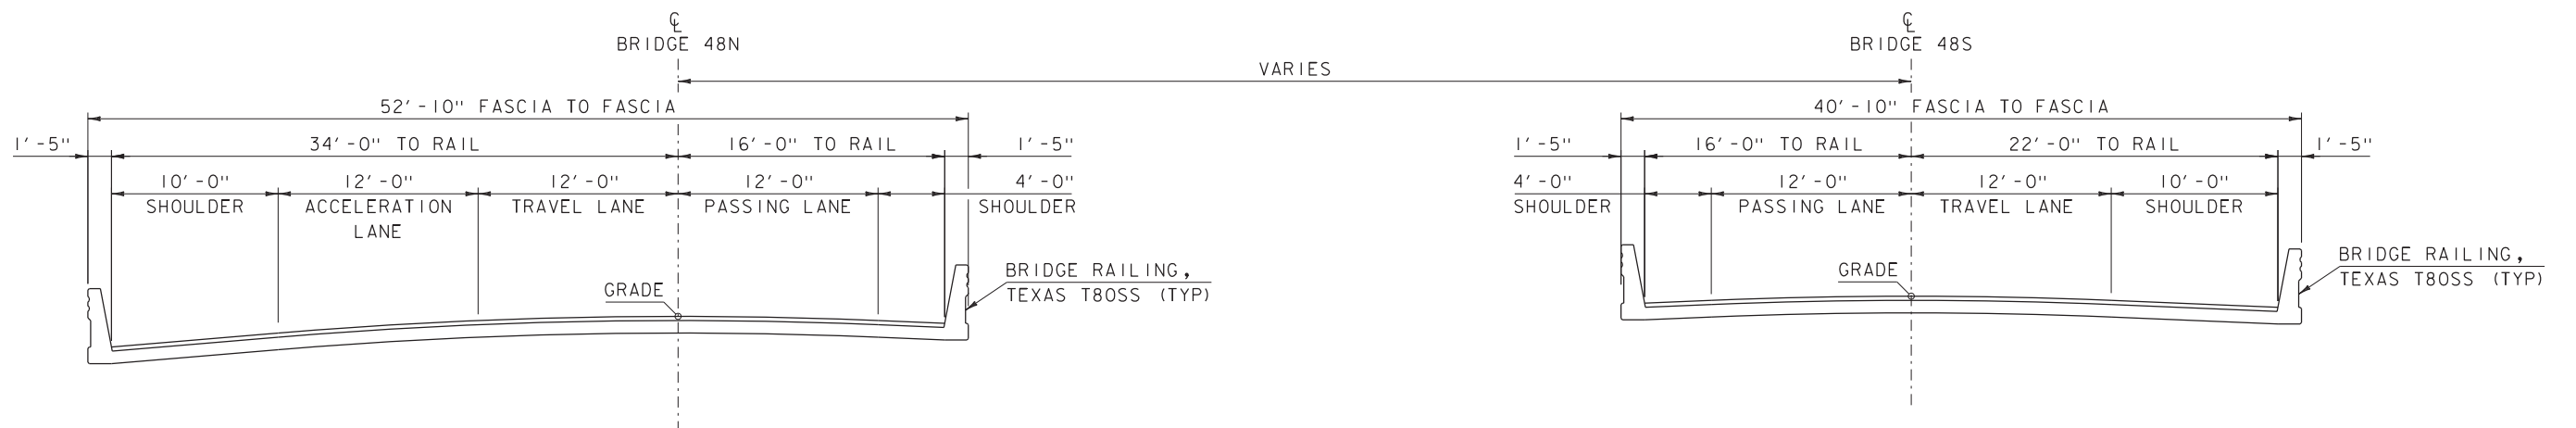 ℄
BRIDGE 48N
℄
BRIDGE 48S
VARIES
52'-10" FASCIA TO FASCIA
40'-10" FASCIA TO FASCIA
1'-5" 34'-0" TO RAIL 16'-0" TO RAIL 1'-5"
1'-5" 16'-0" TO RAIL 22'-0" TO RAIL 1'-5"
10'-0"
SHOULDER
12'-0"
ACCELERATION
LANE
12'-0"
TRAVEL LANE
12'-0"
PASSING LANE
4'-0"
SHOULDER
4'-0"
SHOULDER
12'-0"
PASSING LANE
12'-0"
TRAVEL LANE
10'-0"
SHOULDER
GRADE
BRIDGE RAILING,
TEXAS T80SS (TYP)
GRADE
BRIDGE RAILING,
TEXAS T80SS (TYP)